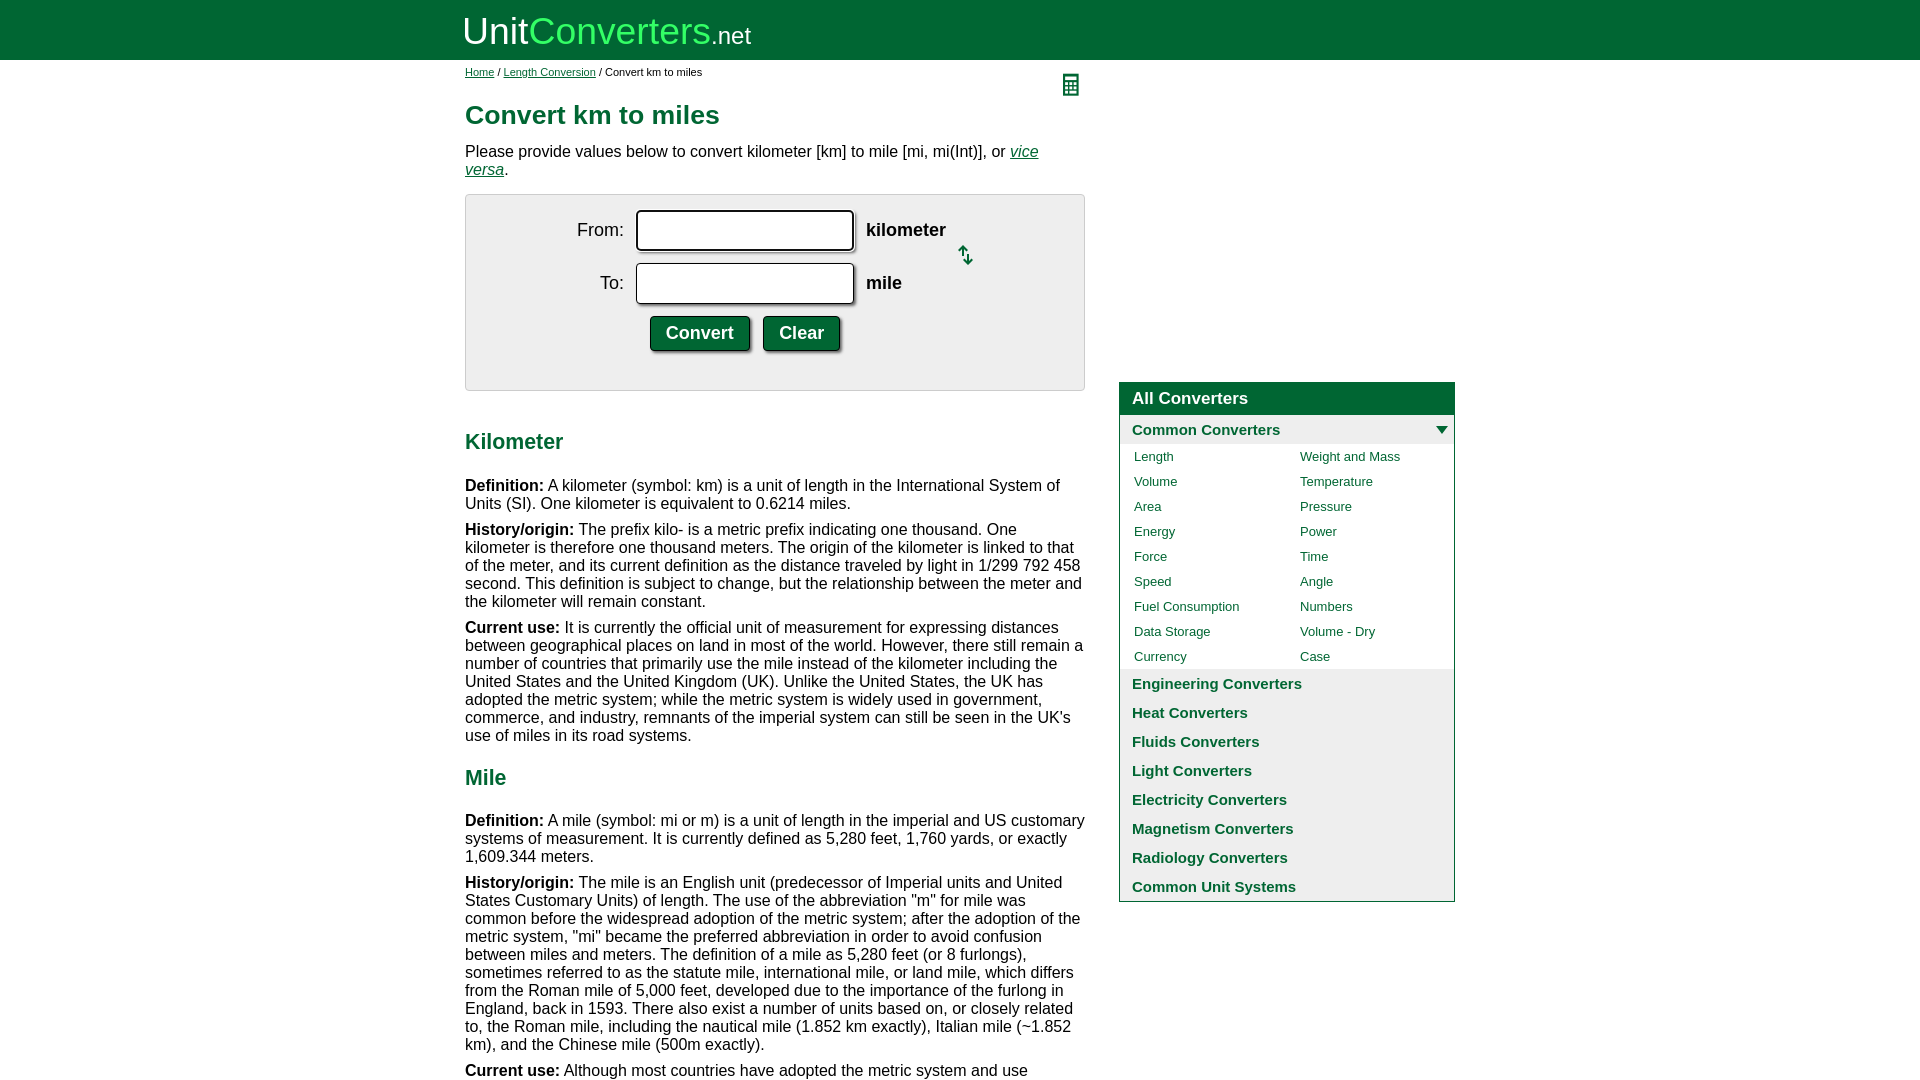 UnitConverters.net
Home / Length Conversion / Convert km to miles
Convert km to miles
Please provide values below to convert kilometer [km] to mile [mi, mi(Int)], or vice
versa.
From:
kilometer
To:
mile
Convert
Clear
Kilometer
Definition: A kilometer (symbol: km) is a unit of length in the International System of
Units (SI). One kilometer is equivalent to 0.6214 miles.
History/origin: The prefix kilo- is a metric prefix indicating one thousand. One
kilometer is therefore one thousand meters. The origin of the kilometer is linked to that
of the meter, and its current definition as the distance traveled by light in 1/299 792 458
second. This definition is subject to change, but the relationship between the meter and
the kilometer will remain constant.
Current use: It is currently the official unit of measurement for expressing distances
between geographical places on land in most of the world. However, there still remain a
number of countries that primarily use the mile instead of the kilometer including the
United States and the United Kingdom (UK). Unlike the United States, the UK has
adopted the metric system; while the metric system is widely used in government,
commerce, and industry, remnants of the imperial system can still be seen in the UK's
use of miles in its road systems.
Mile
Definition: A mile (symbol: mi or m) is a unit of length in the imperial and US customary
systems of measurement. It is currently defined as 5,280 feet, 1,760 yards, or exactly
1,609.344 meters.
History/origin: The mile is an English unit (predecessor of Imperial units and United
States Customary Units) of length. The use of the abbreviation "m" for mile was
common before the widespread adoption of the metric system; after the adoption of the
metric system, "mi" became the preferred abbreviation in order to avoid confusion
between miles and meters. The definition of a mile as 5,280 feet (or 8 furlongs),
sometimes referred to as the statute mile, international mile, or land mile, which differs
from the Roman mile of 5,000 feet, developed due to the importance of the furlong in
England, back in 1593. There also exist a number of units based on, or closely related
to, the Roman mile, including the nautical mile (1.852 km exactly), Italian mile (~1.852
km), and the Chinese mile (500m exactly).
Current use: Although most countries have adopted the metric system and use
All Converters
Common Converters
Length
Weight and Mass
Volume
Temperature
Area
Pressure
Energy
Power
Force
Time
Speed
Angle
Fuel Consumption
Numbers
Data Storage
Volume - Dry
Currency
Case
Engineering Converters
Heat Converters
Fluids Converters
Light Converters
Electricity Converters
Magnetism Converters
Radiology Converters
Common Unit Systems